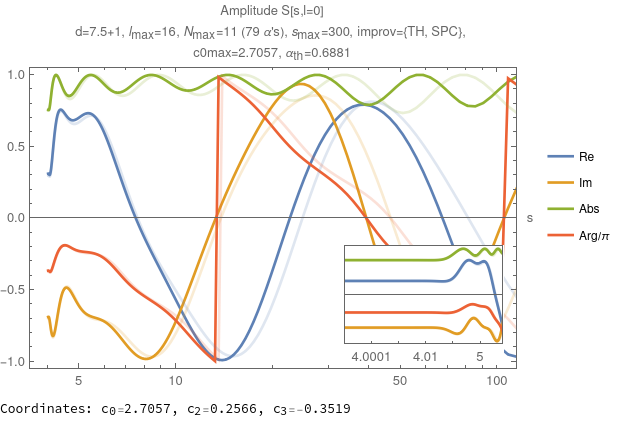 Amplitude S[s,l=0]
d=7.5+1, lmax=16, Nmax=11 (79 α's), smax=300, improv={TH, SPC},
c0max=2.7057, αth=0.6881
1.0
0.5
0.0
−0.5
−1.0
5
10
50
100
s
Re
Im
Abs
Arg/π
4.0001
4.01
5
Coordinates: c0=2.7057, c2=0.2566, c3=−0.3519